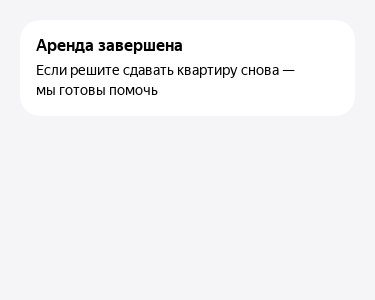 Аренда завершена
Если решите сдавать квартиру снова —
мы готовы помочь